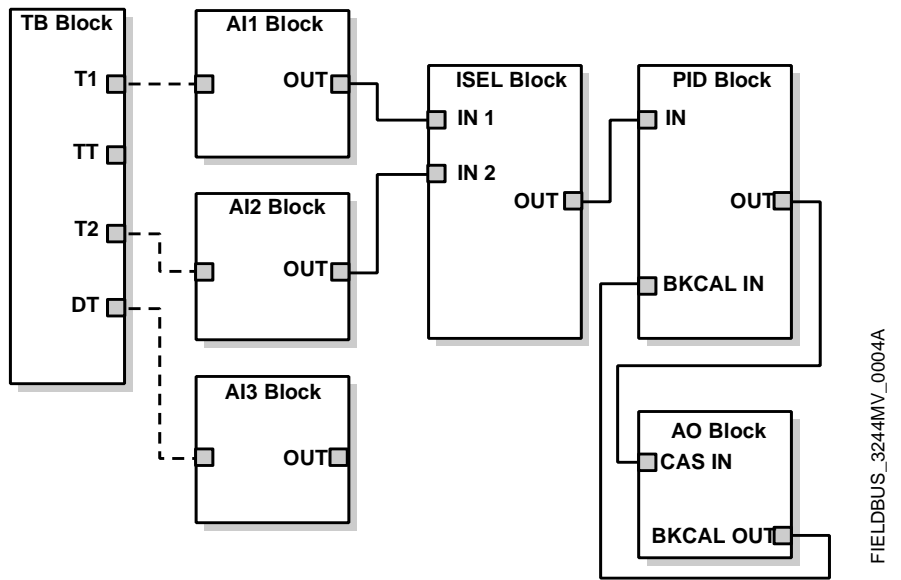 TB Block
T1
TT
T2
DT
AI1 Block
OUT
AI2 Block
OUT
AI3 Block
OUT
ISEL Block
IN 1
IN 2
OUT
PID Block
IN
OUT
BKCAL IN
AO Block
CAS IN
BKCAL OUT
FIELDBUS_3244MV_0004A